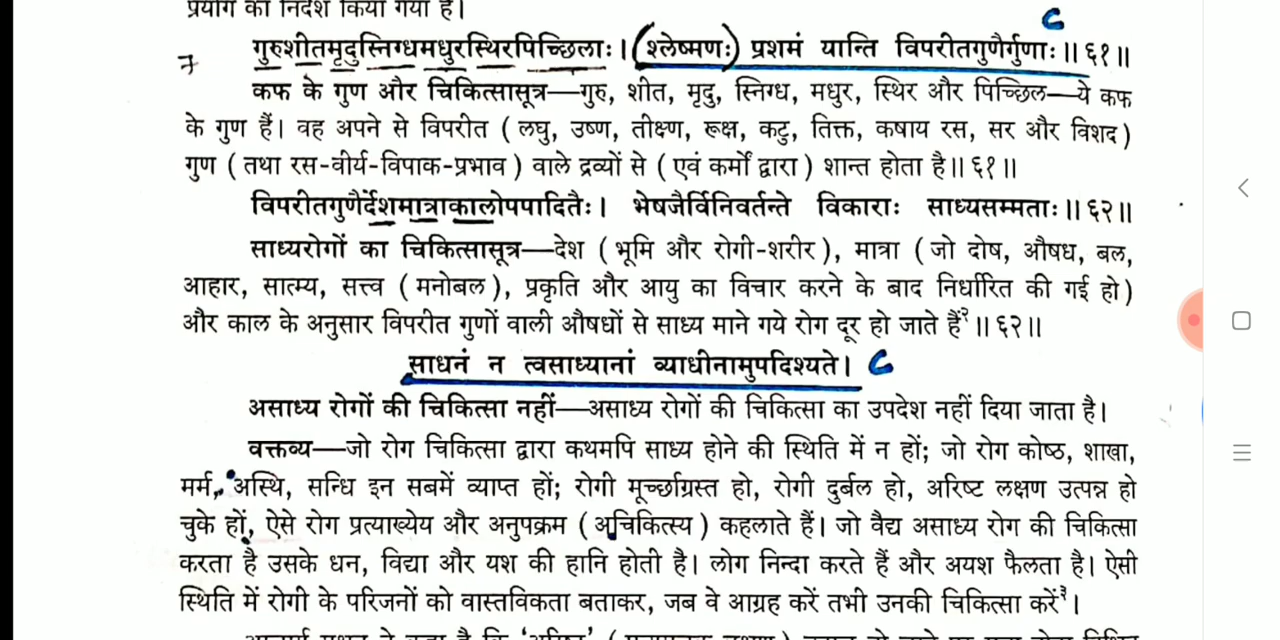 प्रयोग का निर्देश किया गया है।
C
7 गुरुशीतमृदुस्निग्धमधुरस्थिरपिच्छिलाः। (श्लेष्मणः) प्रशमं यान्ति विपरीतगुणैर्गुणाः॥६१॥
कफ के गुण और चिकित्सासूत्र—गुरु, शीत, मृदु, स्निग्ध, मधुर, स्थिर और पिच्छिल—ये कफ
के गुण हैं। वह अपने से विपरीत (लघु, उष्ण, तीक्ष्ण, रूक्ष, कटु, तिक्त, कषाय रस, सर और विशद)
गुण (तथा रस-वीर्य-विपाक-प्रभाव) वाले द्रव्यों से (एवं कर्मों द्वारा) शान्त होता है॥६१॥
विपरीतगुणैर्देशमात्राकालोपपादितैः। भेषजैर्विनिवर्तन्ते विकाराः साध्यसम्मताः॥६२॥
साध्यरोगों का चिकित्सासूत्र—देश (भूमि और रोगी-शरीर), मात्रा (जो दोष, औषध, बल,
आहार, सात्म्य, सत्त्व (मनोबल), प्रकृति और आयु का विचार करने के बाद निर्धारित की गई हो)
और काल के अनुसार विपरीत गुणों वाली औषधों से साध्य माने गये रोग दूर हो जाते हैं२॥६२॥
साधनं न त्वसाध्यानां व्याधीनामुपदिश्यते। C
असाध्य रोगों की चिकित्सा नहीं—असाध्य रोगों की चिकित्सा का उपदेश नहीं दिया जाता है।
वक्तव्य—जो रोग चिकित्सा द्वारा कथमपि साध्य होने की स्थिति में न हों; जो रोग कोष्ठ, शाखा,
मर्म, अस्थि, सन्धि इन सबमें व्याप्त हों; रोगी मूर्च्छाग्रस्त हो, रोगी दुर्बल हो, अरिष्ट लक्षण उत्पन्न हो
चुके हों, ऐसे रोग प्रत्याख्येय और अनुपक्रम (अचिकित्स्य) कहलाते हैं। जो वैद्य असाध्य रोग की चिकित्सा
करता है उसके धन, विद्या और यश की हानि होती है। लोग निन्दा करते हैं और अयश फैलता है। ऐसी
स्थिति में रोगी के परिजनों को वास्तविकता बताकर, जब वे आग्रह करें तभी उनकी चिकित्सा करें३।